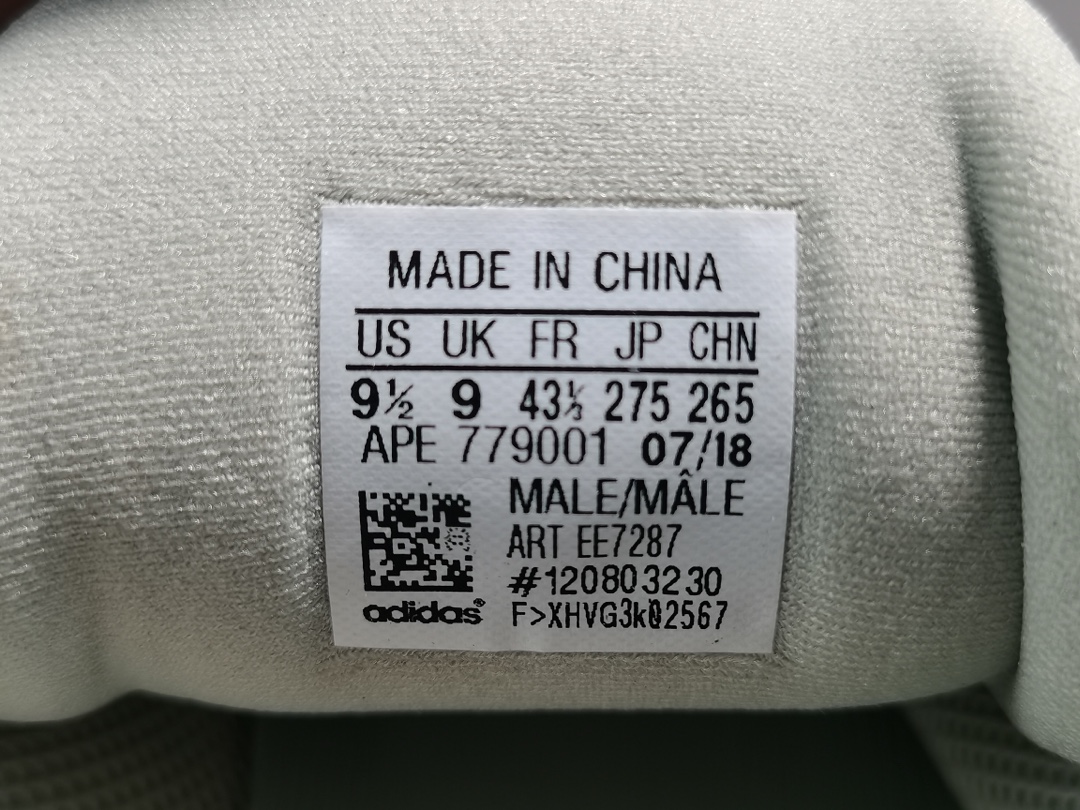 MADE IN CHINA
US UK FR JP CHN
9½ 9 43⅓ 275 265
APE 779001 07/18
MALE/MÂLE
ART EE7287
#120803230
adidas®